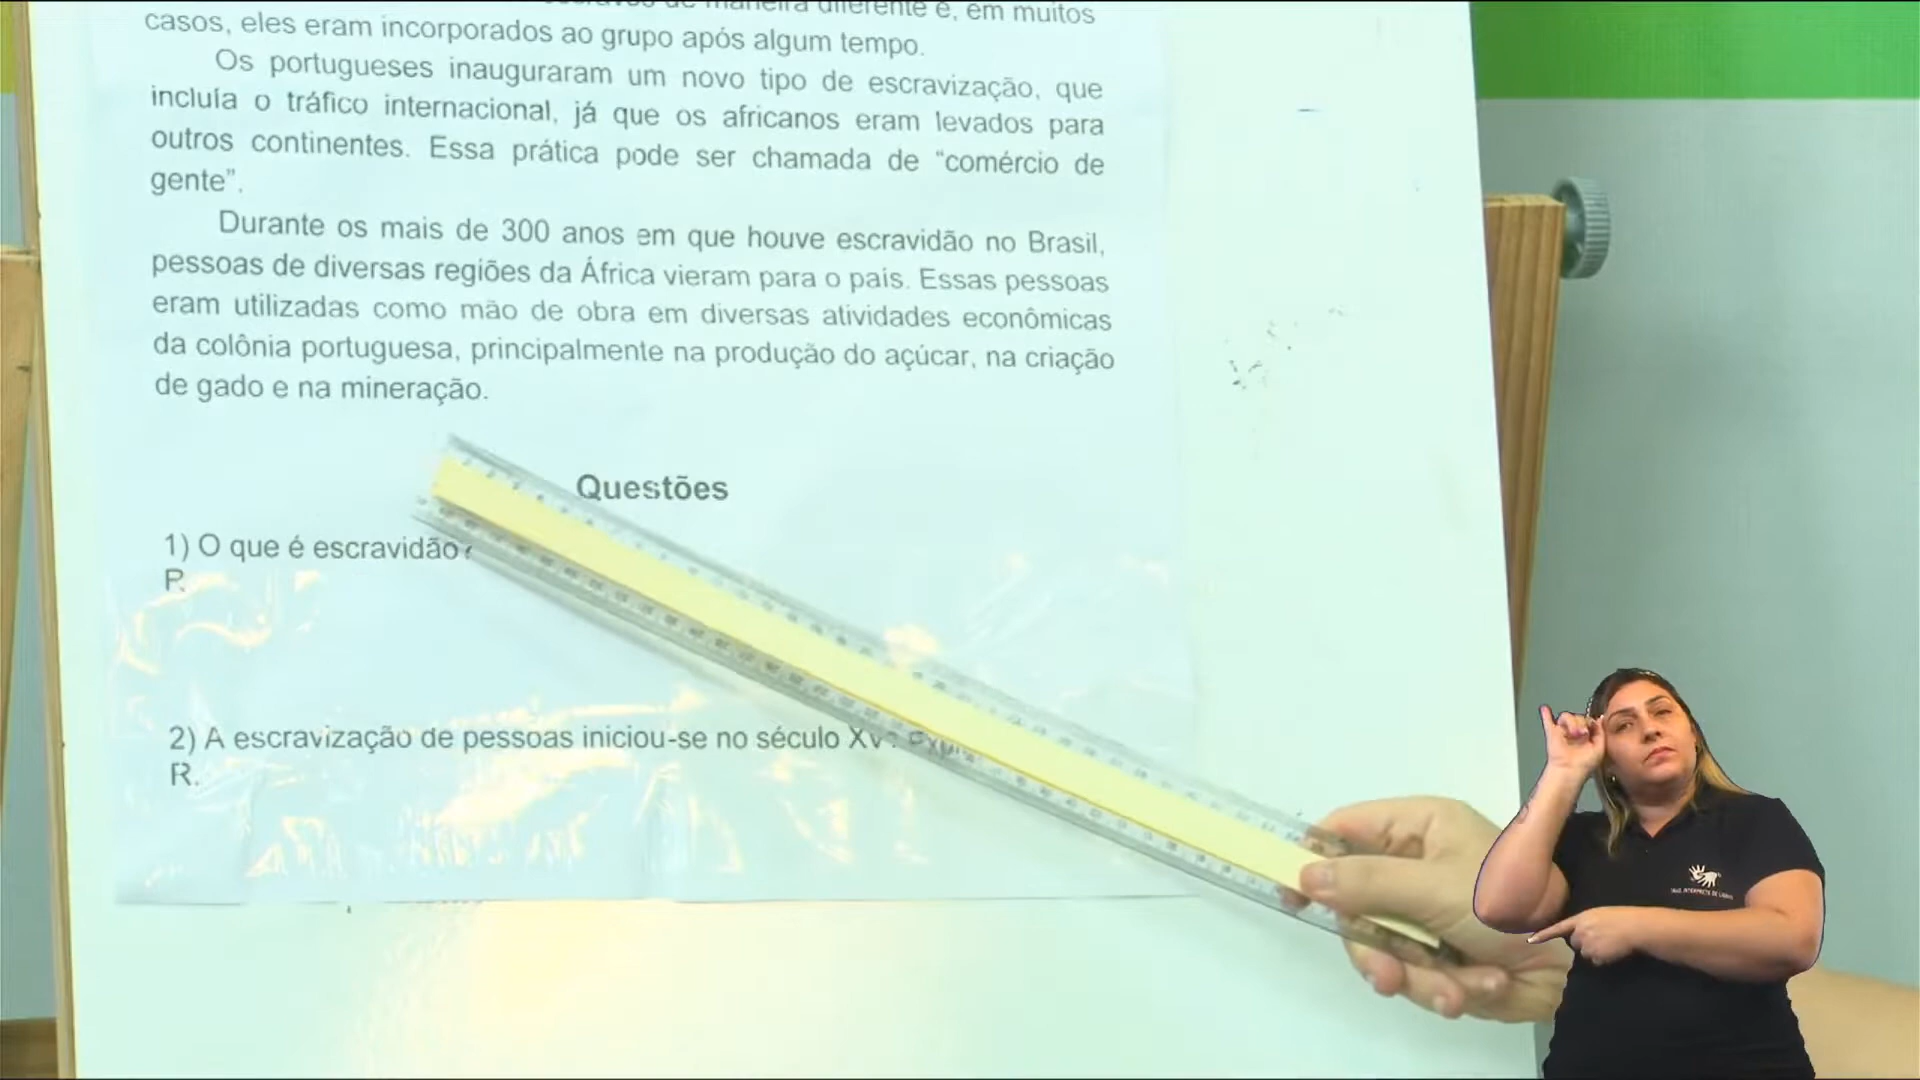 maneira diferente e, em muitos
casos, eles eram incorporados ao grupo após algum tempo.
Os portugueses inauguraram um novo tipo de escravização, que
incluía o tráfico internacional, já que os africanos eram levados para
outros continentes. Essa prática pode ser chamada de “comércio de
gente”.
Durante os mais de 300 anos em que houve escravidão no Brasil,
pessoas de diversas regiões da África vieram para o país. Essas pessoas
eram utilizadas como mão de obra em diversas atividades econômicas
da colônia portuguesa, principalmente na produção do açúcar, na criação
de gado e na mineração.
Questões
1) O que é escravidão
R.
2) A escravização de pessoas iniciou-se no século
R.